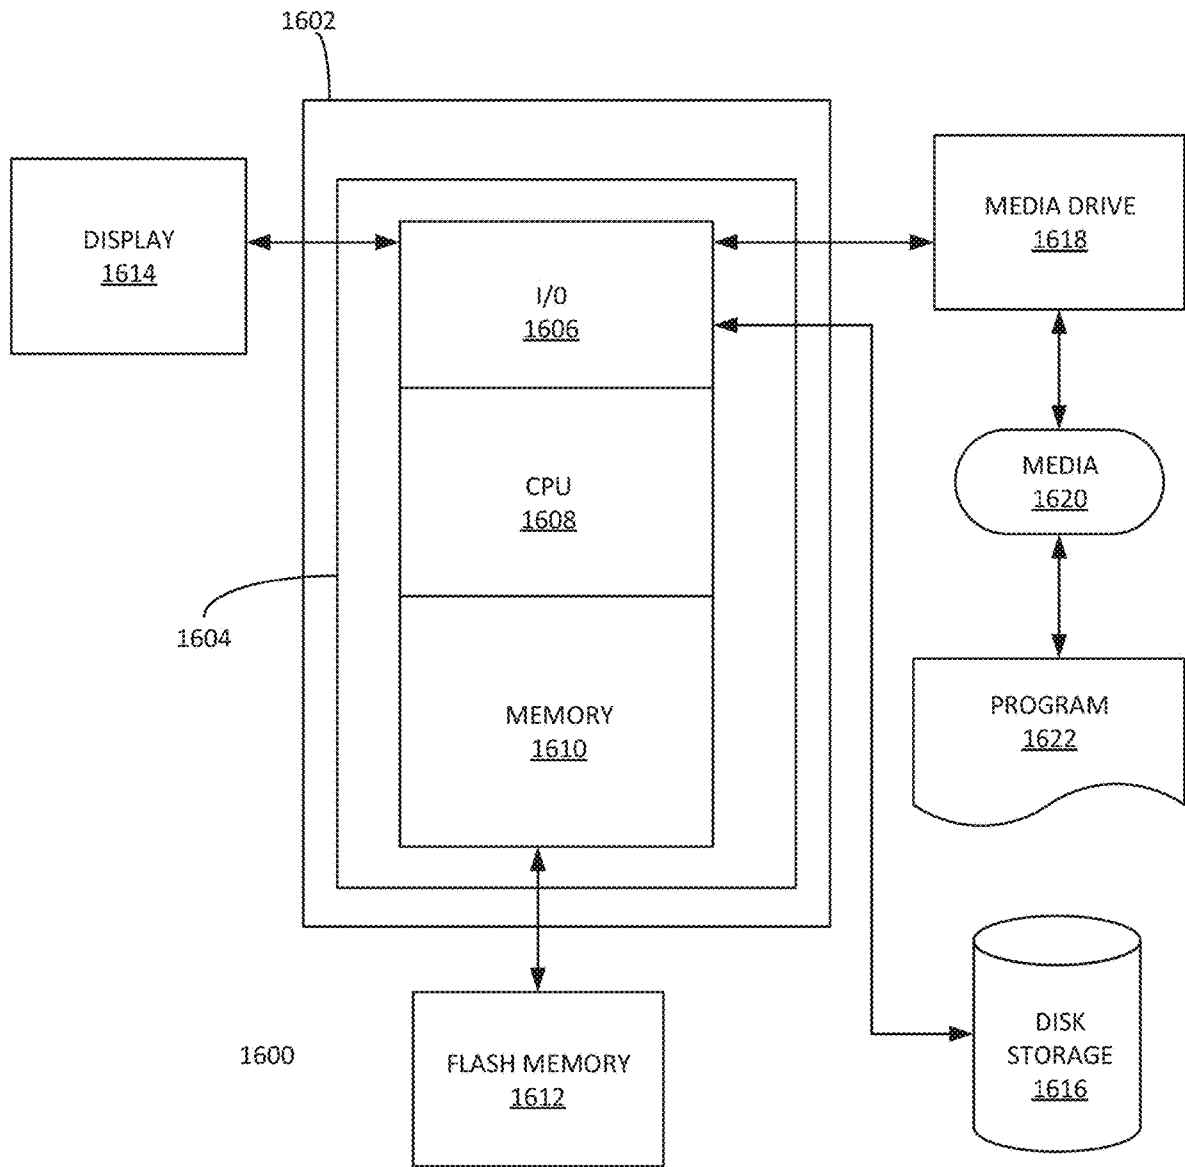 1602
DISPLAY
1614
I/0
1606
MEDIA DRIVE
1618
CPU
1608
MEDIA
1620
1604
MEMORY
1610
PROGRAM
1622
1600
FLASH MEMORY
1612
DISK
STORAGE
1616